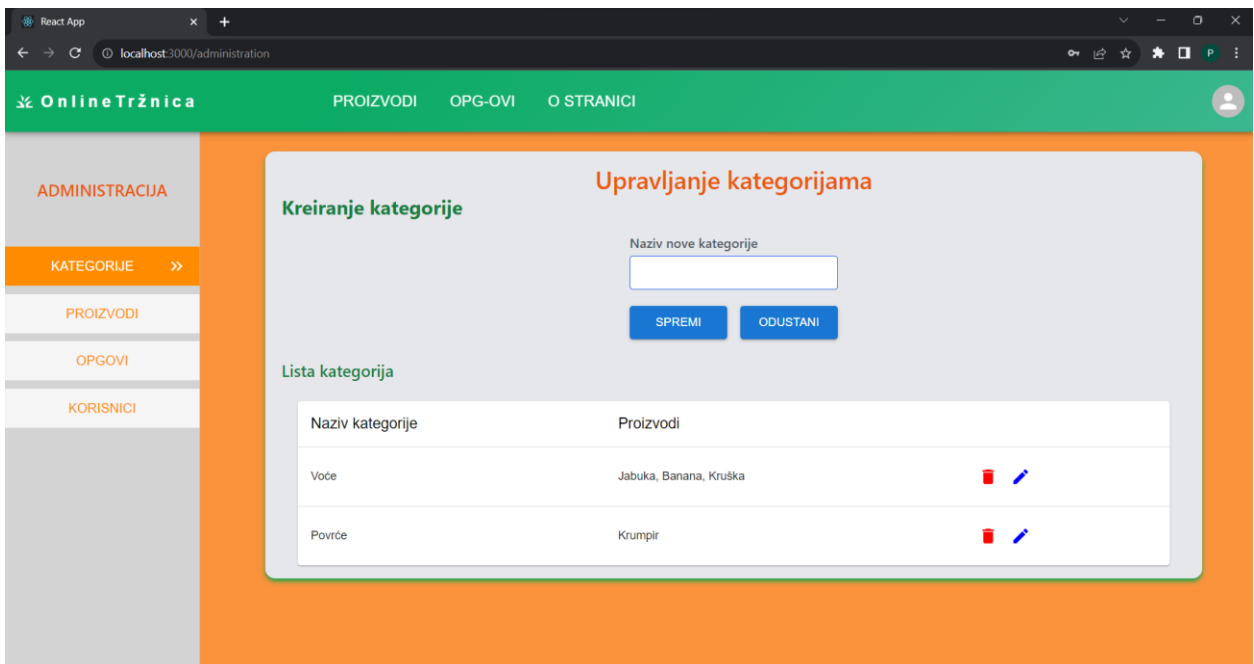 React App
localhost:3000/administration
P
OnlineTržnica PROIZVODI OPG-OVI O STRANICI
ADMINISTRACIJA
KATEGORIJE
PROIZVODI
OPGOVI
KORISNICI
Upravljanje kategorijama
Kreiranje kategorije
Naziv nove kategorije
SPREMI ODUSTANI
Lista kategorija
Naziv kategorije Proizvodi
Voće Jabuka, Banana, Kruška
Povrće Krumpir